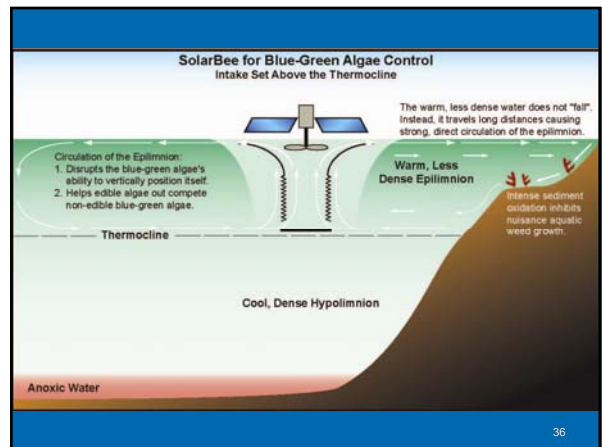 SolarBee for Blue-Green Algae Control
Intake Set Above the Thermocline
The warm, less dense water does not "fall".
Instead, it travels long distances causing
strong, direct circulation of the epilimnion.
Circulation of the Epilimnion:
1. Disrupts the blue-green algae's
ability to vertically position itself.
2. Helps edible algae out compete
non-edible blue-green algae.
Warm, Less
Dense Epilimnion
Intense sediment
oxidation inhibits
nuisance aquatic
weed growth.
Thermocline
Cool, Dense Hypolimnion
Anoxic Water
36